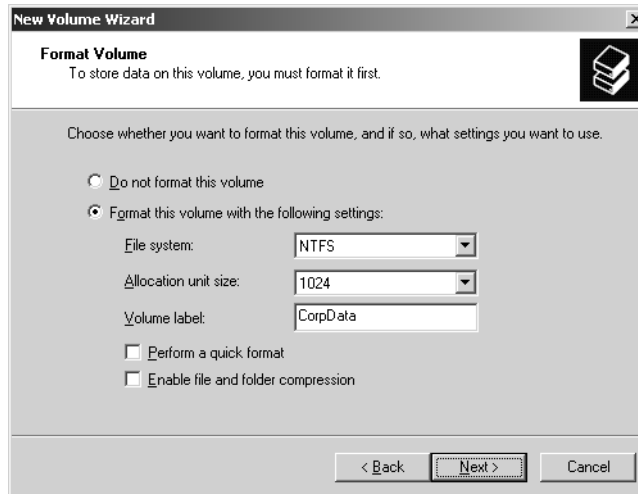 New Volume Wizard
Format Volume
To store data on this volume, you must format it first.
Choose whether you want to format this volume, and if so, what settings you want to use.
Do not format this volume
Format this volume with the following settings:
File system: NTFS
Allocation unit size: 1024
Volume label: CorpData
Perform a quick format
Enable file and folder compression
< Back Next > Cancel